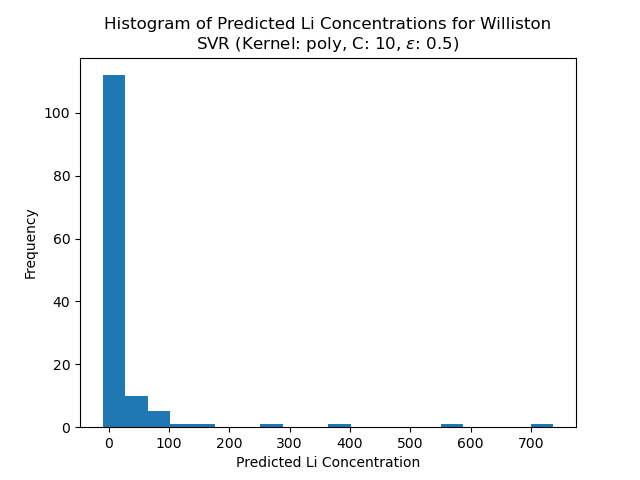 Histogram of Predicted Li Concentrations for Williston
SVR (Kernel: poly, C: 10, ε: 0.5)
Frequency
100
80
60
40
20
0
0 100 200 300 400 500 600 700
Predicted Li Concentration